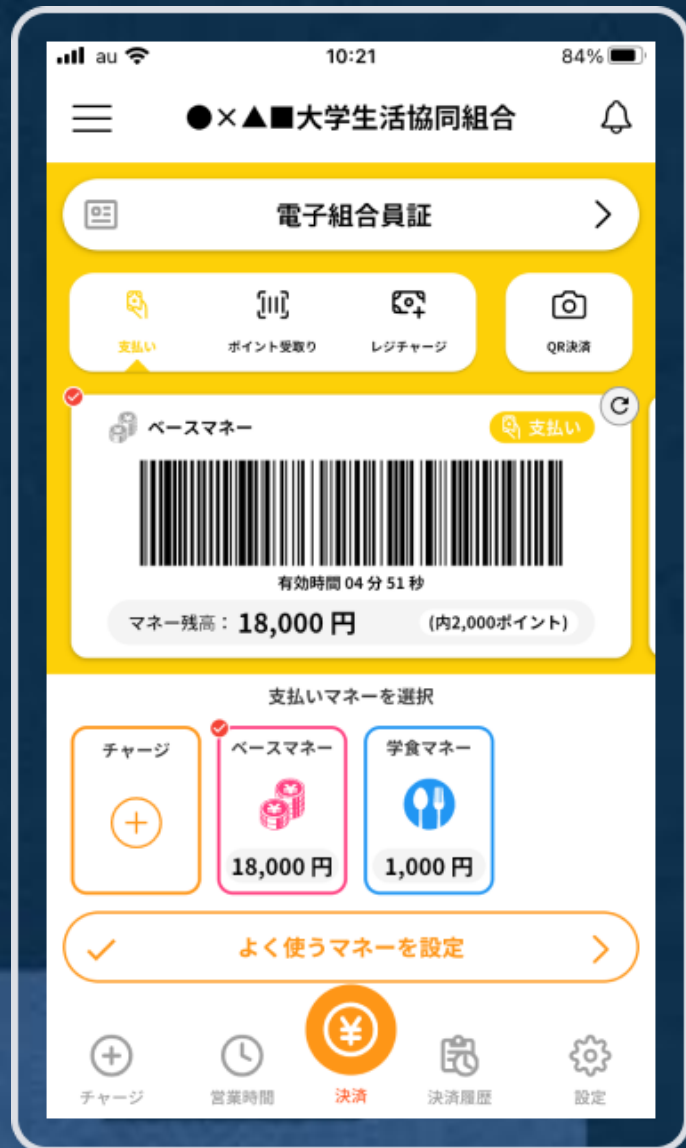 au 10:21 84%
●×▲■大学生活協同組合
電子組合員証
支払い ポイント受取り レジチャージ QR決済
ベースマネー 支払い
有効時間 04 分 51 秒
マネー残高： 18,000 円 (内2,000ポイント)
支払いマネーを選択
チャージ ベースマネー 学食マネー
18,000 円 1,000 円
よく使うマネーを設定
チャージ 営業時間 決済 決済履歴 設定